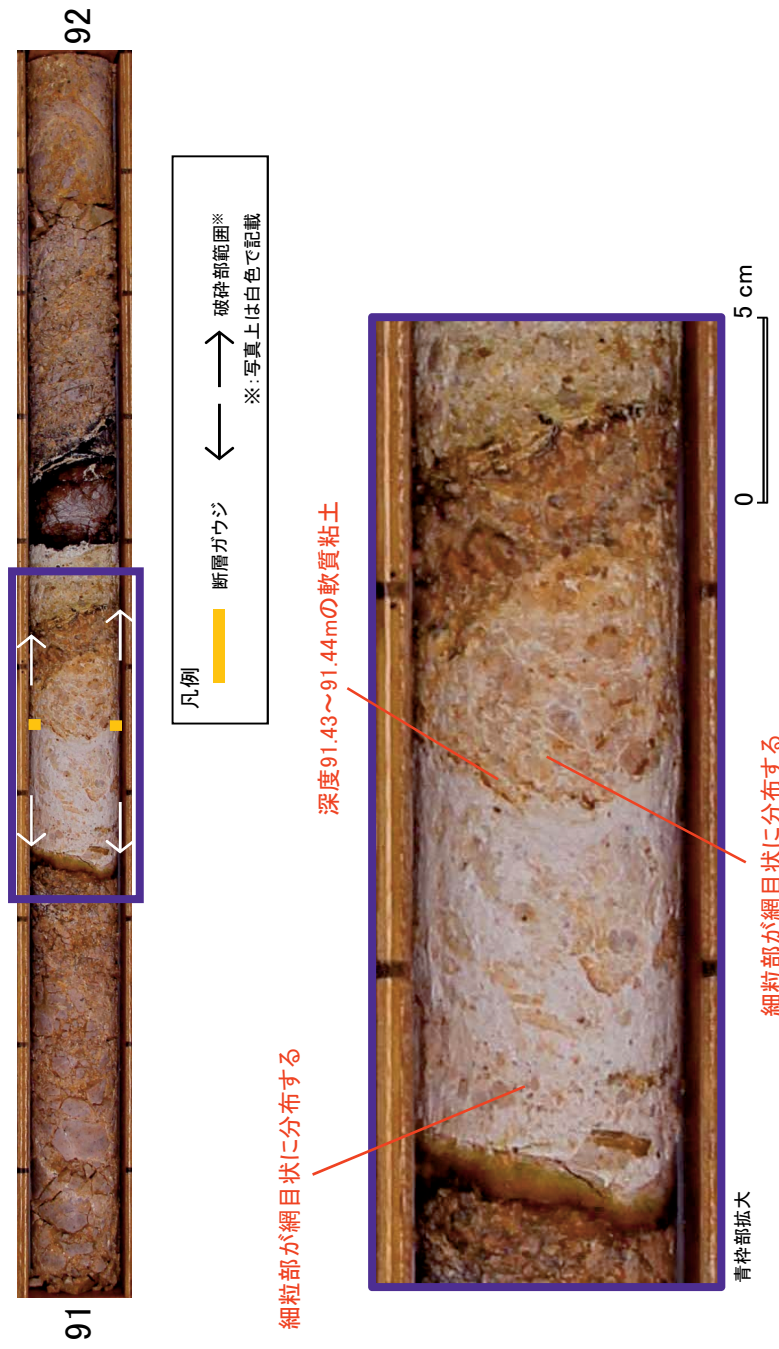 91
92
凡例
断層ガウジ
破砕部範囲※
※:写真上は白色で記載
細粒部が網目状に分布する
深度91.43～91.44mの軟質粘土
細粒部が網目状に分布する
青枠部拡大
0
5 cm